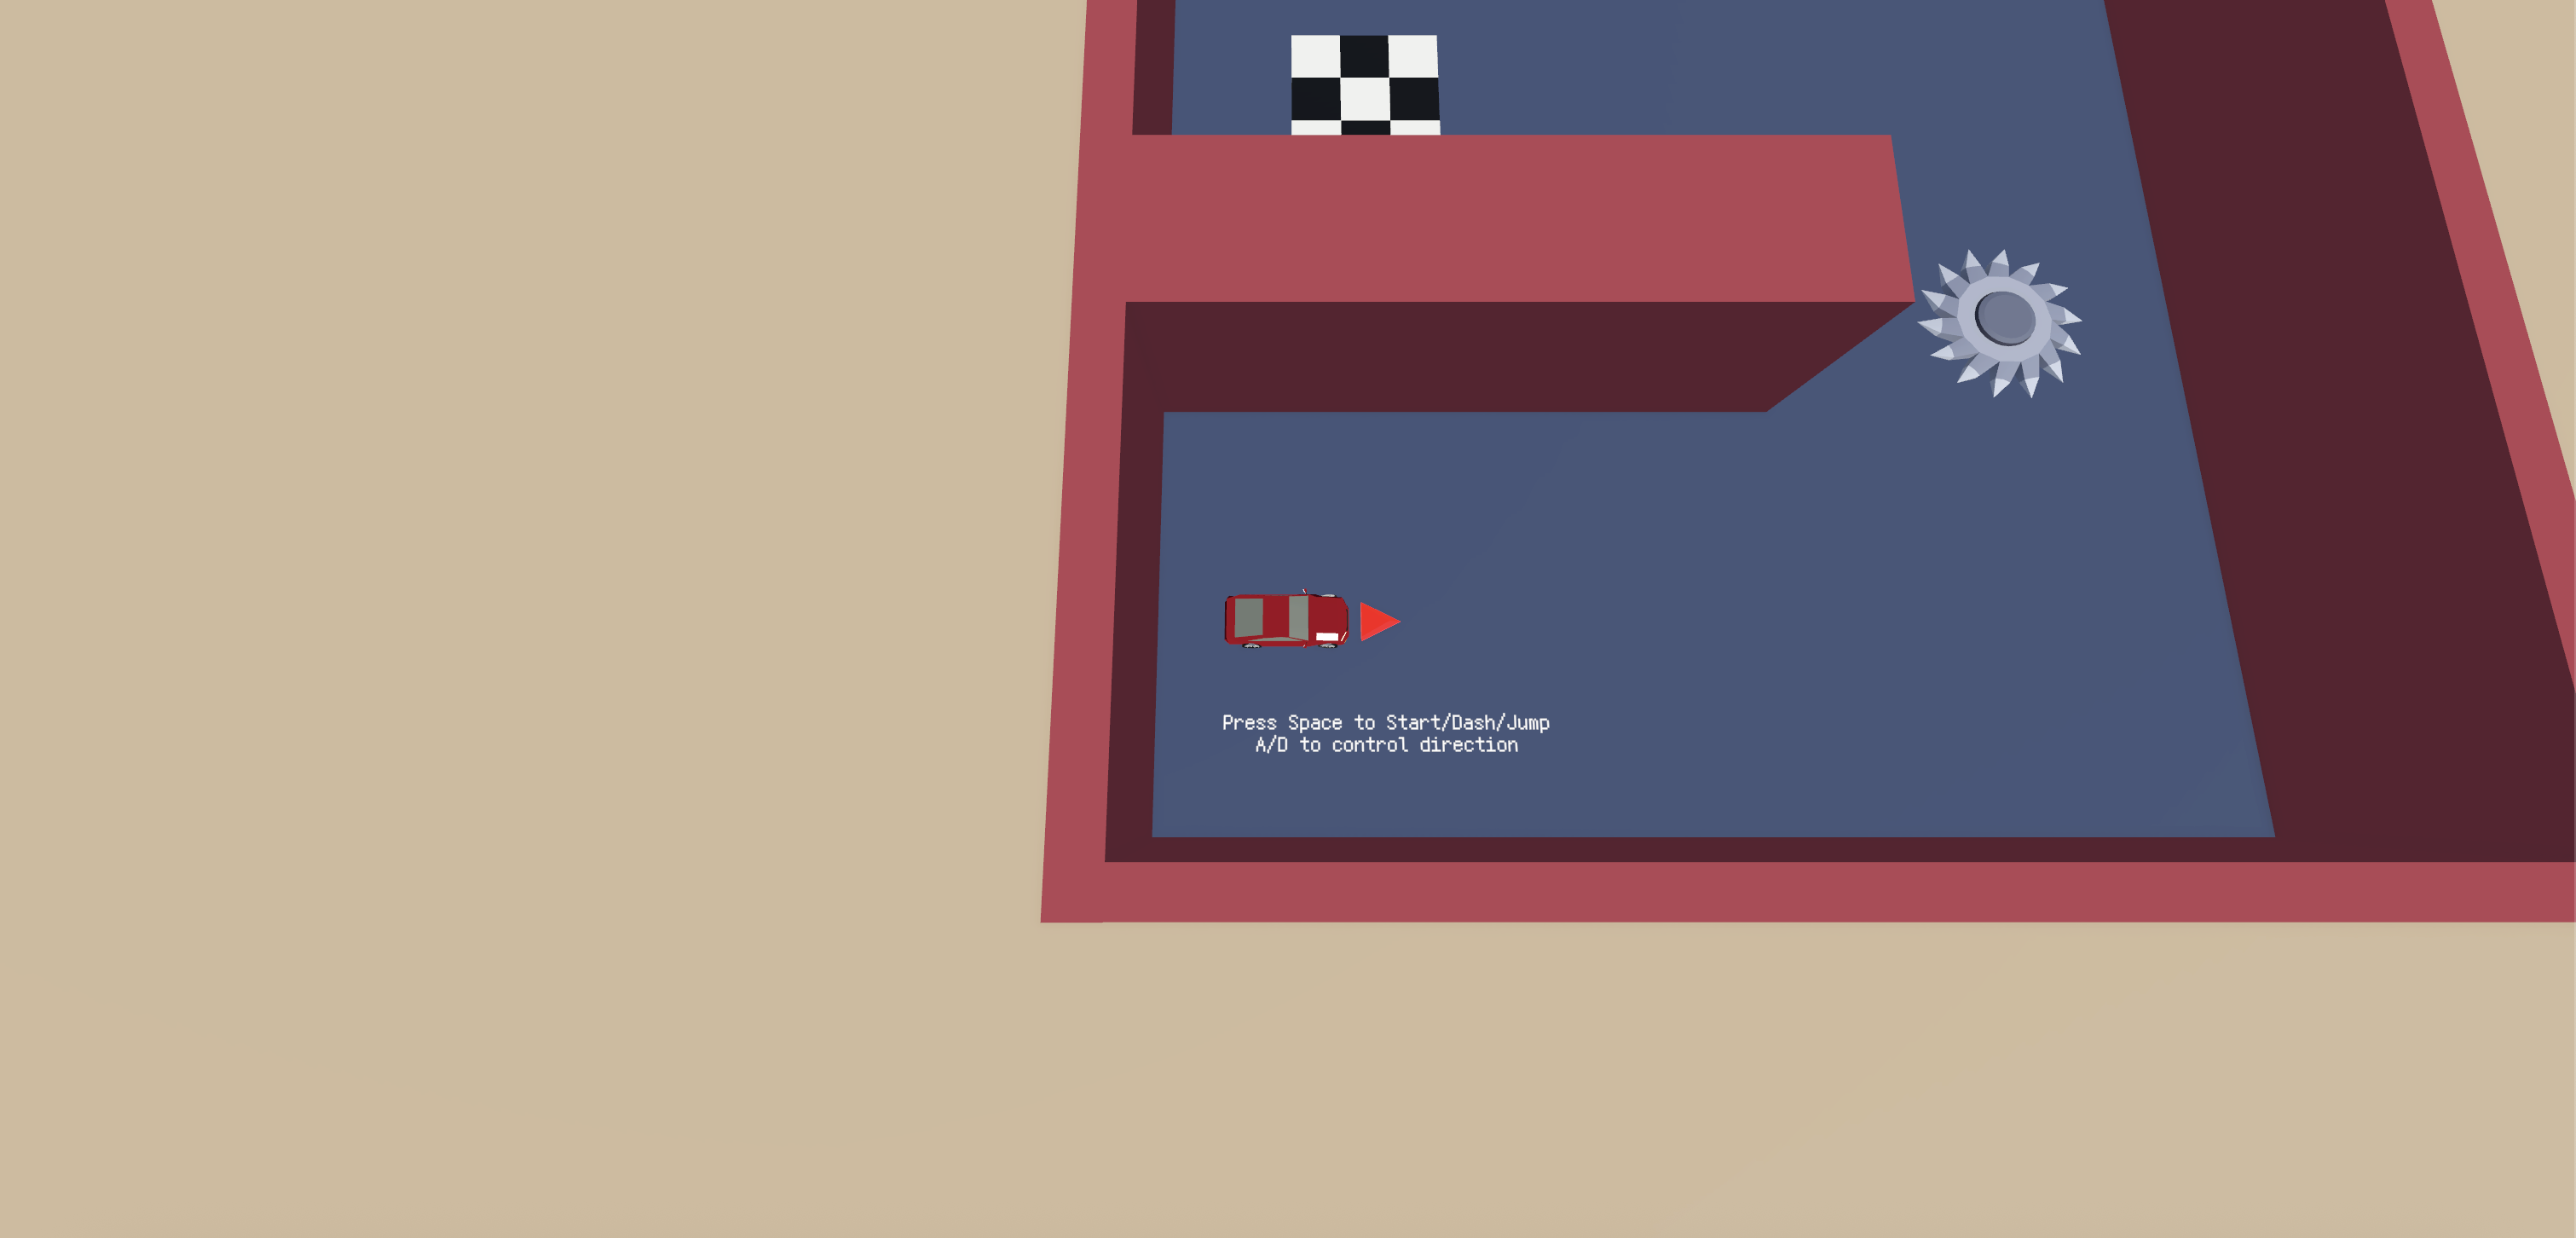 Press Space to Start/Dash/Jump
A/D to control direction